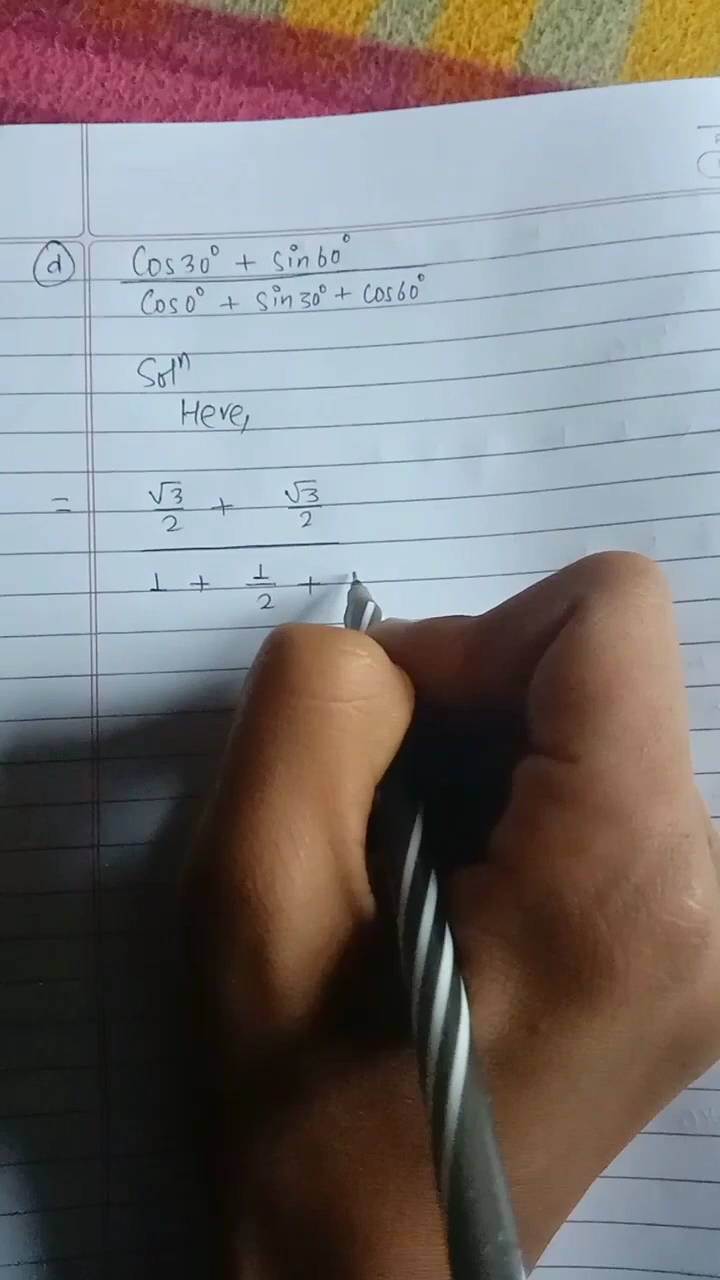 (d) Cos30° + Sin60°
Cos0° + Sin30° + Cos60°
Solⁿ
Here,
= √3/2 + √3/2
1 + 1/2 +